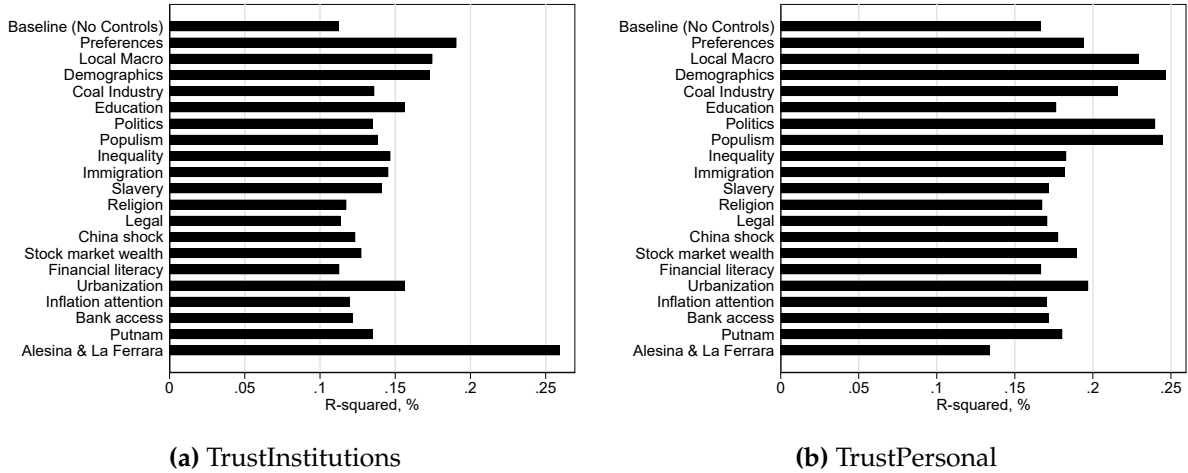 Baseline (No Controls)
Preferences
Local Macro
Demographics
Coal Industry
Education
Politics
Populism
Inequality
Immigration
Slavery
Religion
Legal
China shock
Stock market wealth
Financial literacy
Urbanization
Inflation attention
Bank access
Putnam
Alesina & La Ferrara
0 .05 .1 .15 .2 .25
R-squared, %
(a) TrustInstitutions
Baseline (No Controls)
Preferences
Local Macro
Demographics
Coal Industry
Education
Politics
Populism
Inequality
Immigration
Slavery
Religion
Legal
China shock
Stock market wealth
Financial literacy
Urbanization
Inflation attention
Bank access
Putnam
Alesina & La Ferrara
0 .05 .1 .15 .2 .25
R-squared, %
(b) TrustPersonal